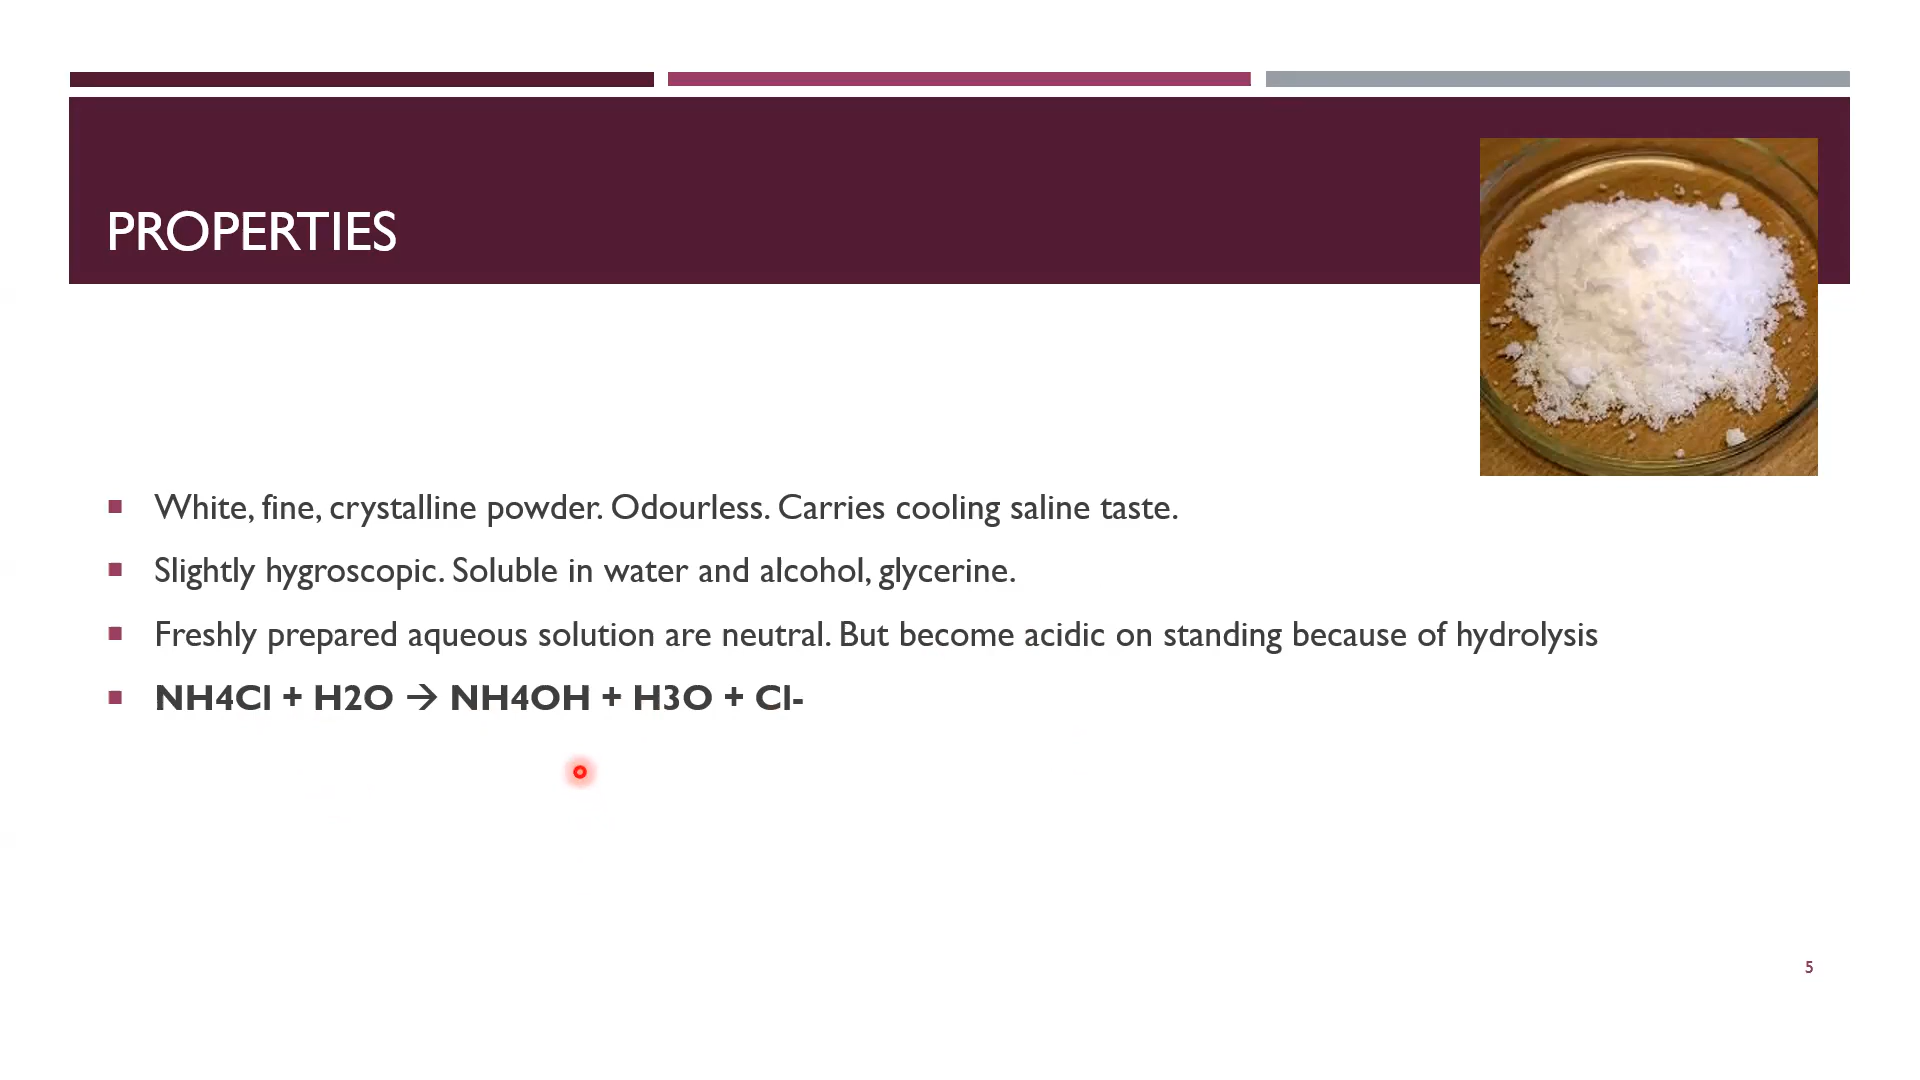 PROPERTIES
White, fine, crystalline powder. Odourless. Carries cooling saline taste.
Slightly hygroscopic. Soluble in water and alcohol, glycerine.
Freshly prepared aqueous solution are neutral. But become acidic on standing because of hydrolysis
NH4Cl + H2O → NH4OH + H3O + Cl-
5